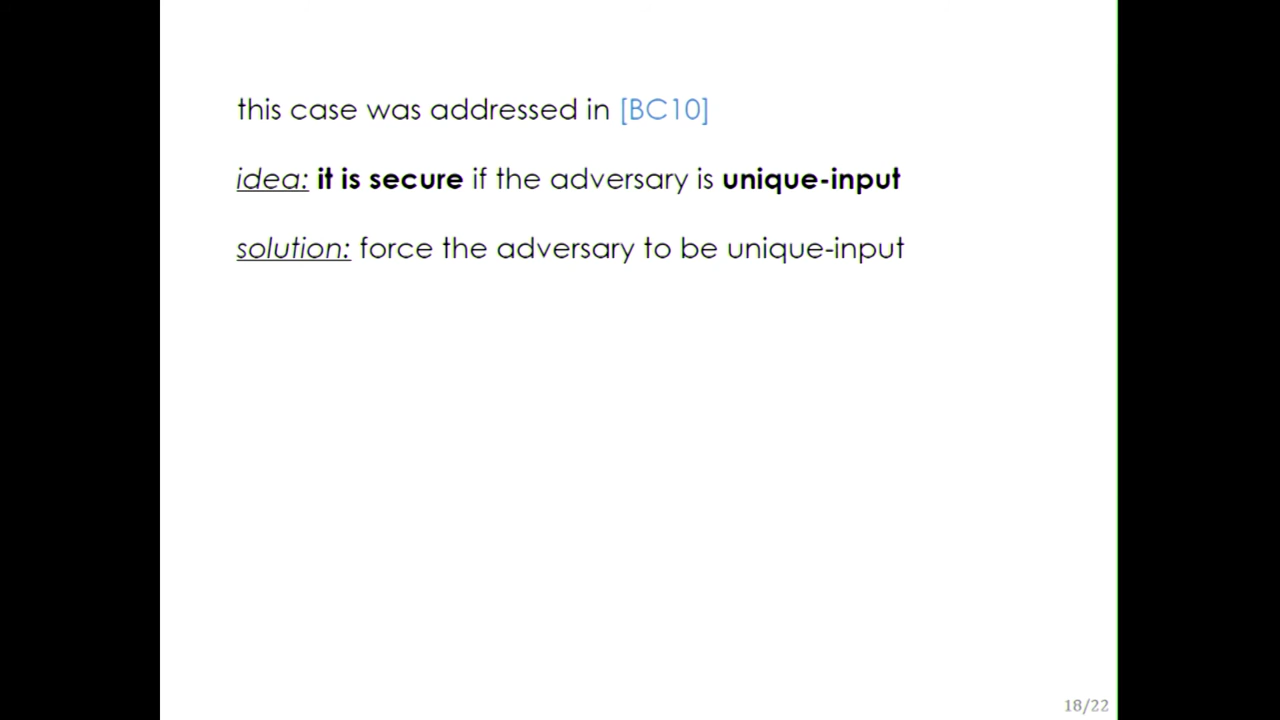 this case was addressed in [BC10]
idea: it is secure if the adversary is unique-input
solution: force the adversary to be unique-input
18/22